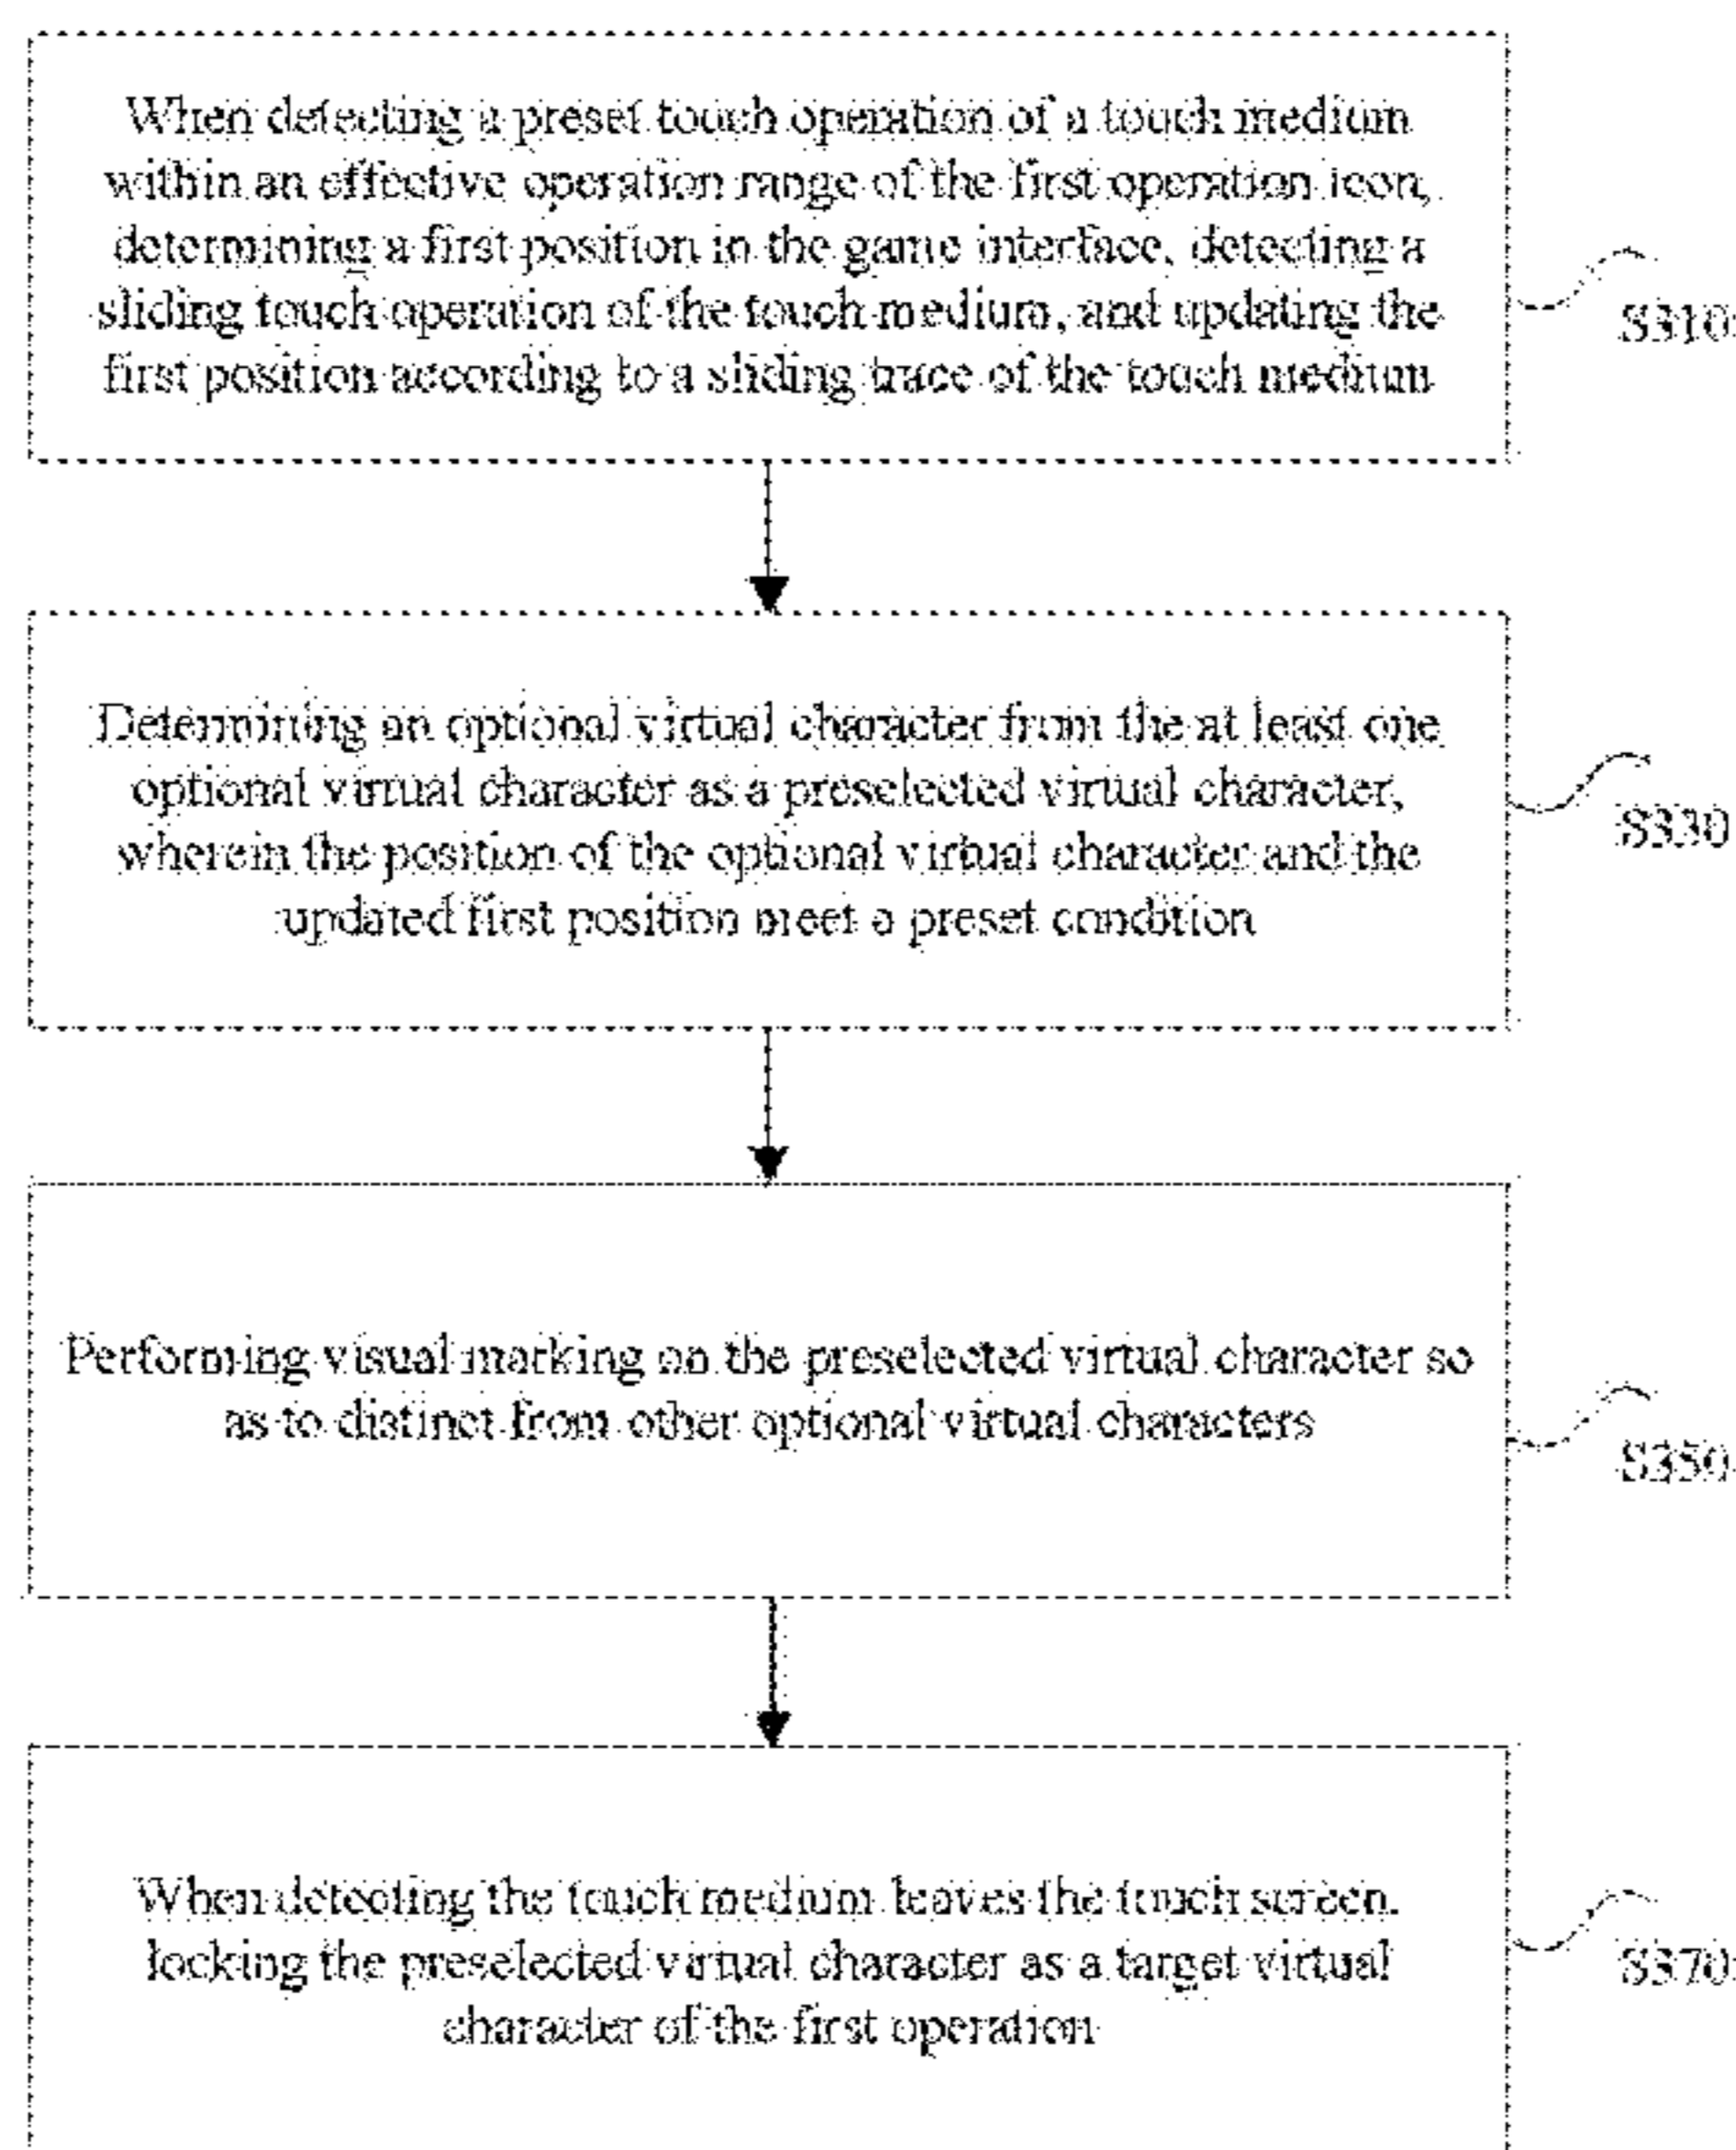 When detecting a preset touch operation of a touch medium
within an effective operation range of the first operation icon,
determining a first position in the game interface, detecting a
sliding touch operation of the touch medium, and updating the
first position according to a sliding trace of the touch medium
S310
Determining an optional virtual character from the at least one
optional virtual character as a preselected virtual character,
wherein the position of the optional virtual character and the
updated first position meet a preset condition
S330
Performing visual marking on the preselected virtual character so
as to distinct from other optional virtual characters
S350
When detecting the touch medium leaves the touch screen,
locking the preselected virtual character as a target virtual
character of the first operation
S370